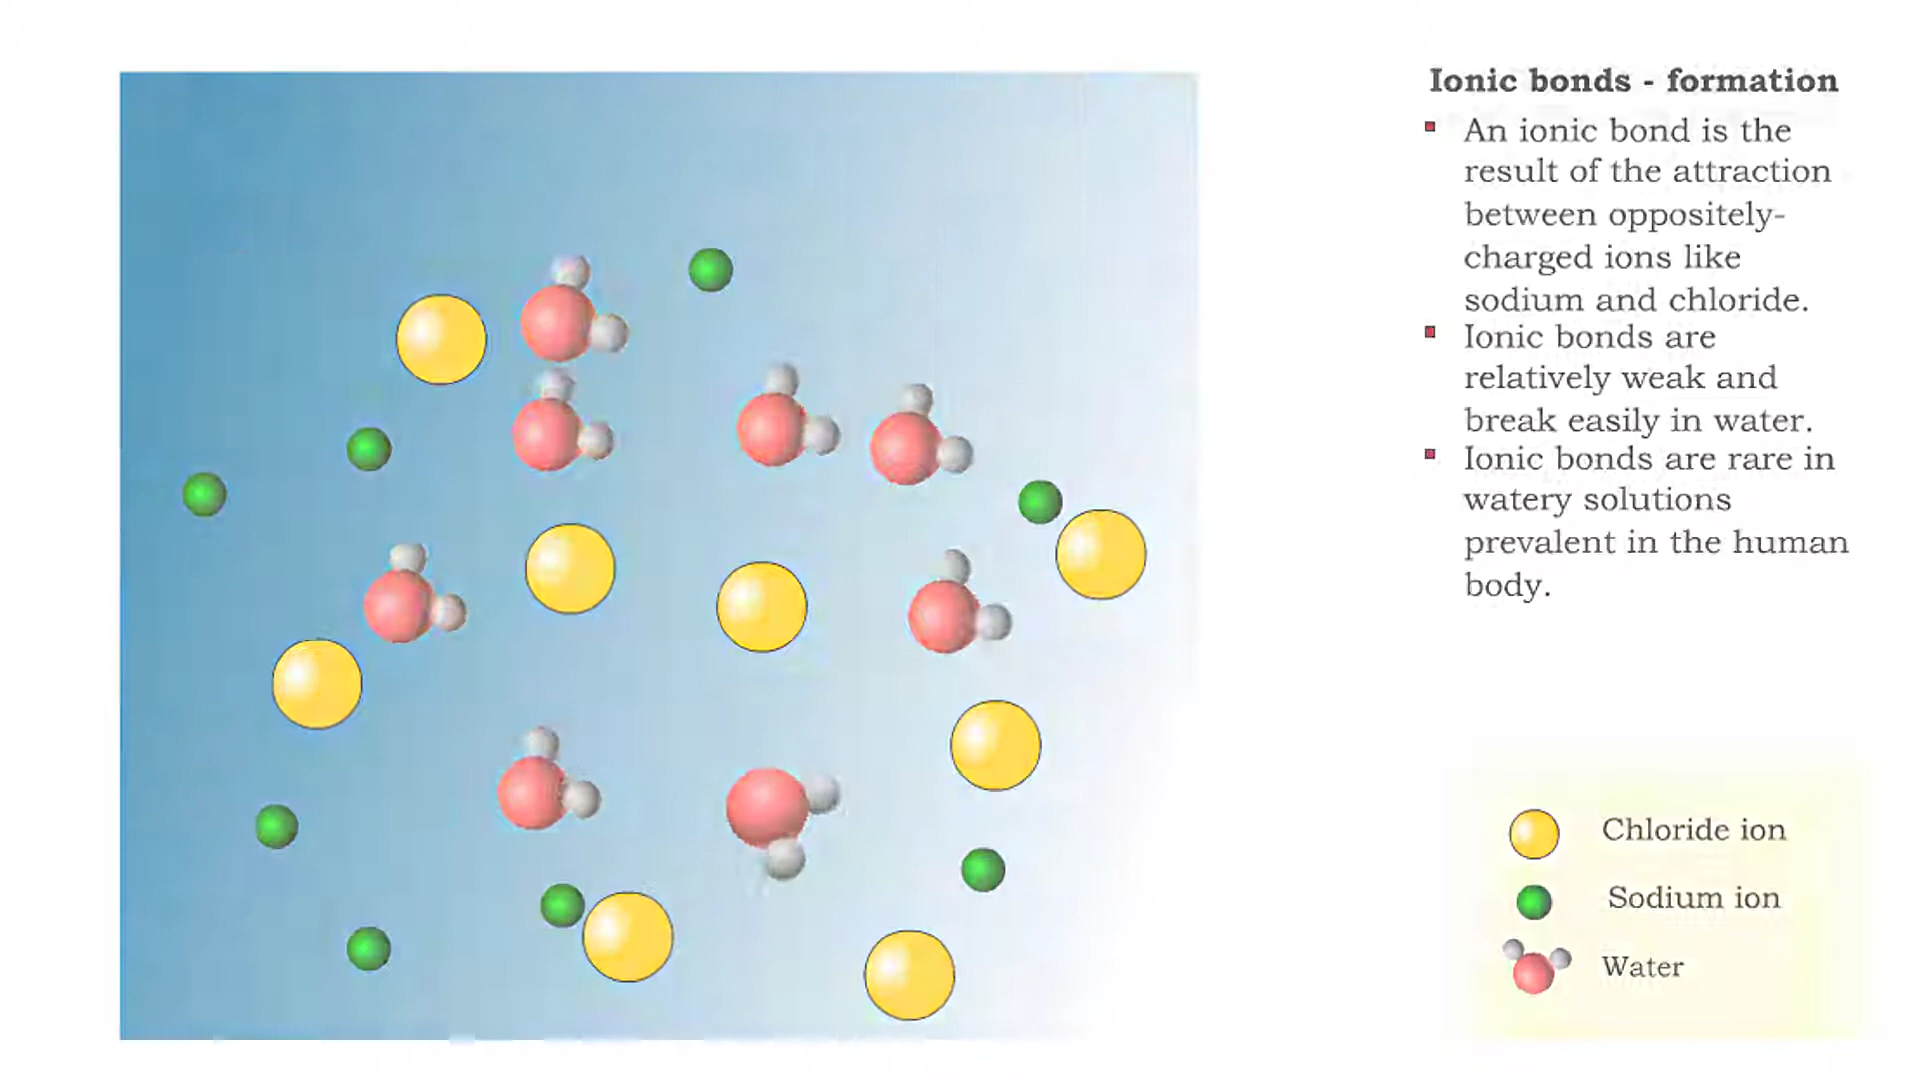 Ionic bonds - formation
An ionic bond is the
result of the attraction
between oppositely-
charged ions like
sodium and chloride.
Ionic bonds are
relatively weak and
break easily in water.
Ionic bonds are rare in
watery solutions
prevalent in the human
body.
Chloride ion
Sodium ion
Water